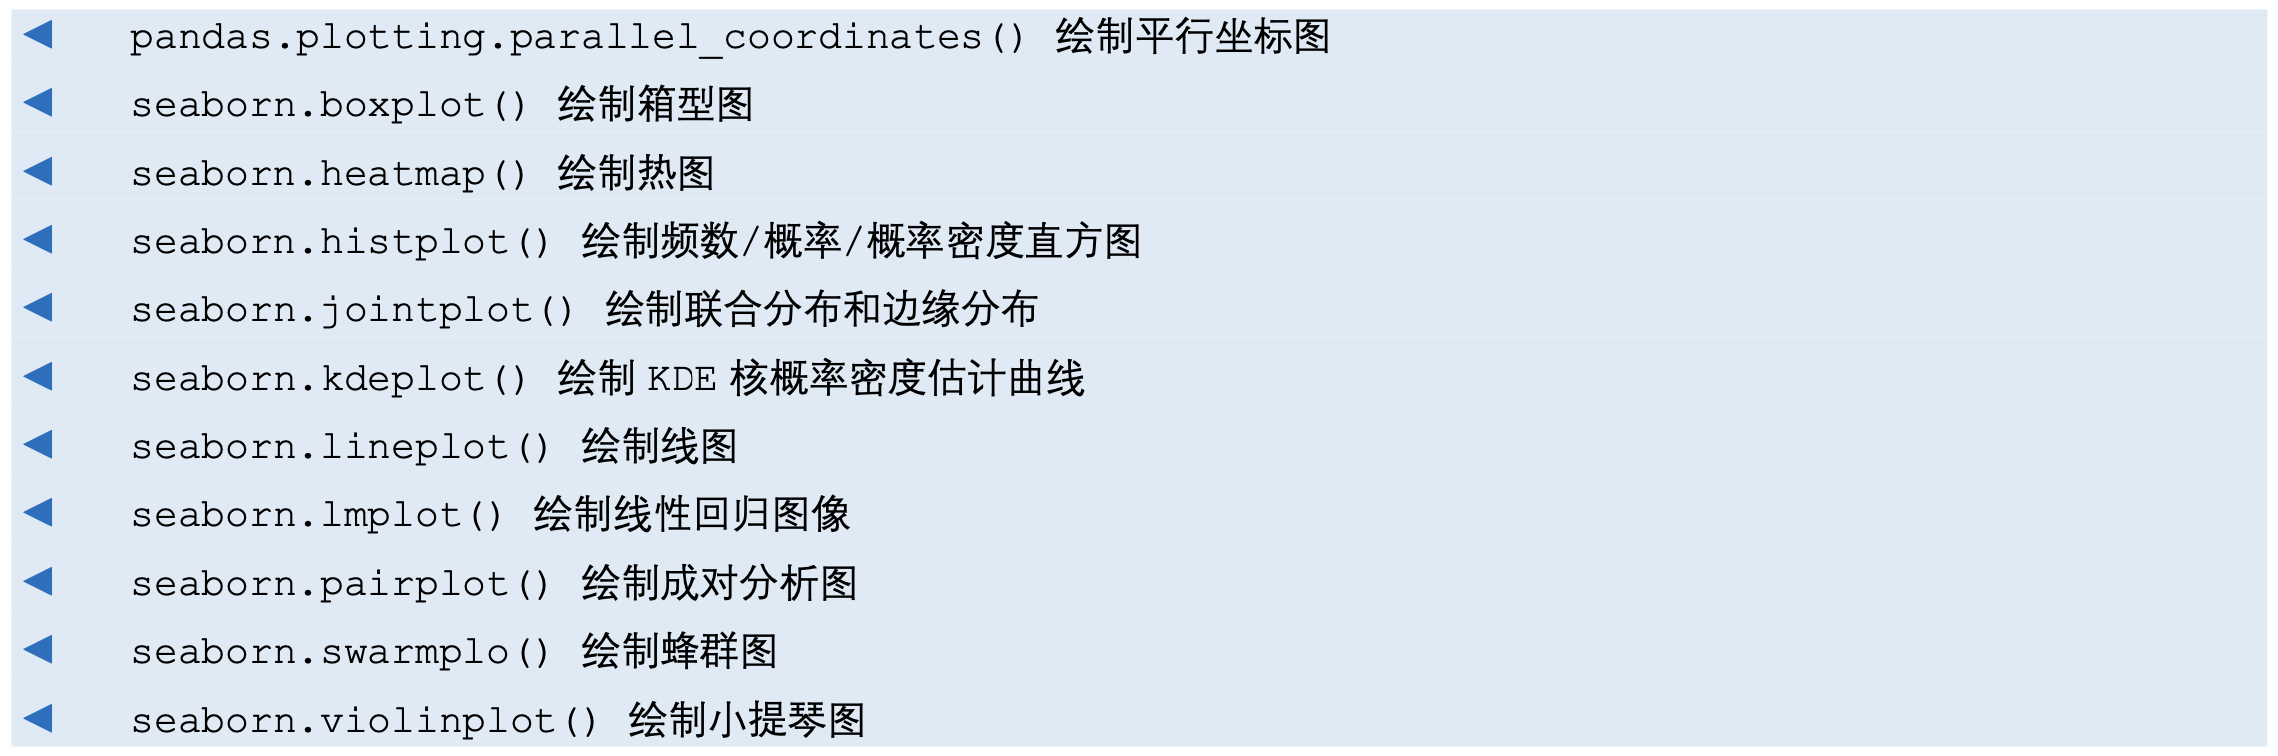 pandas.plotting.parallel_coordinates() 绘制平行坐标图
seaborn.boxplot() 绘制箱型图
seaborn.heatmap() 绘制热图
seaborn.histplot() 绘制频数/概率/概率密度直方图
seaborn.jointplot() 绘制联合分布和边缘分布
seaborn.kdeplot() 绘制 KDE 核概率密度估计曲线
seaborn.lineplot() 绘制线图
seaborn.lmplot() 绘制线性回归图像
seaborn.pairplot() 绘制成对分析图
seaborn.swarmplo() 绘制蜂群图
seaborn.violinplot() 绘制小提琴图